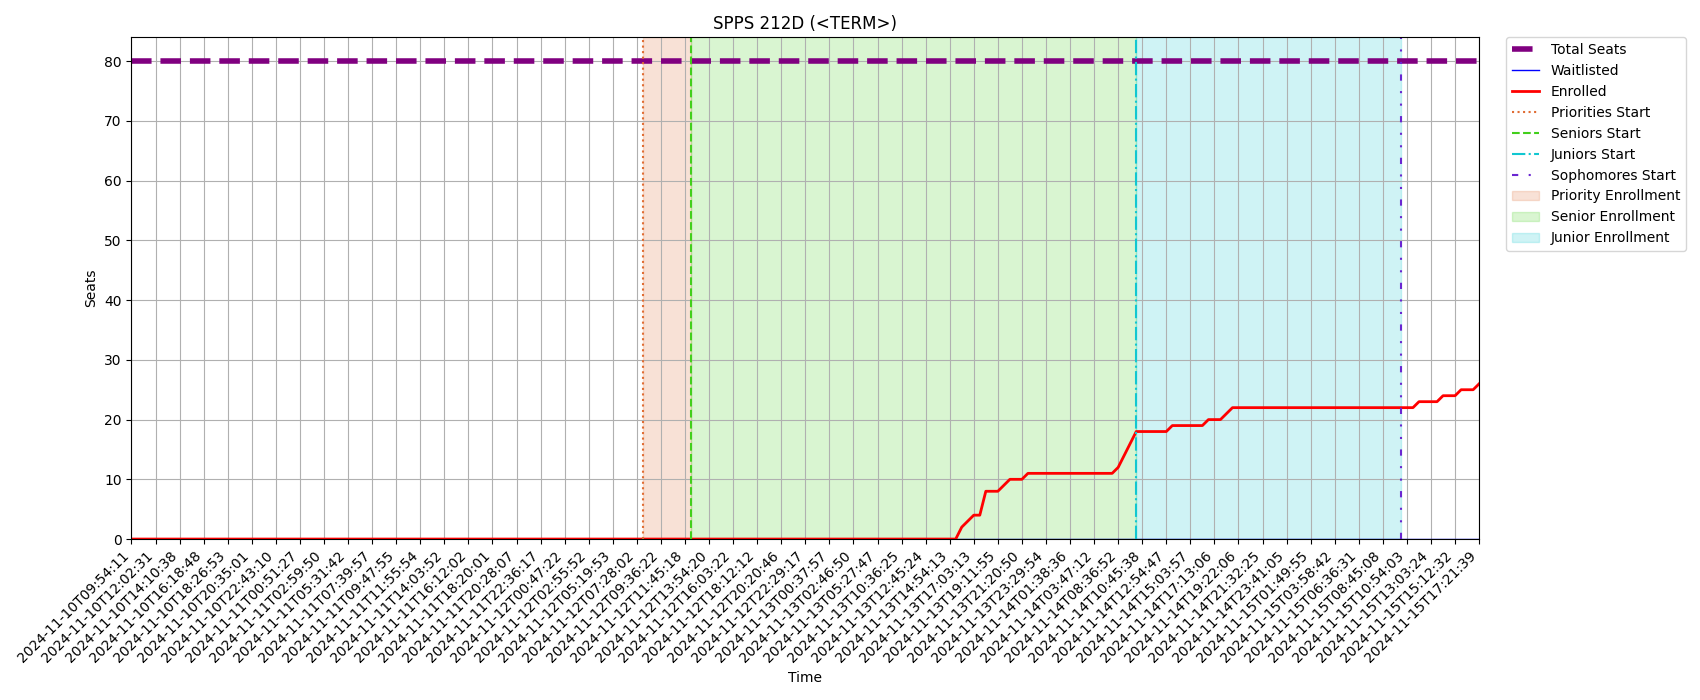 SPPS 212D (<TERM>)
Total Seats
Waitlisted
Enrolled
Priorities Start
Seniors Start
Juniors Start
Sophomores Start
Priority Enrollment
Senior Enrollment
Junior Enrollment
Seats
80
70
60
50
40
30
20
10
0
2024-11-10T09:54:11
2024-11-10T12:02:31
2024-11-10T14:10:38
2024-11-10T16:18:48
2024-11-10T18:26:53
2024-11-10T20:35:01
2024-11-10T22:43:10
2024-11-11T00:51:27
2024-11-11T02:59:50
2024-11-11T05:31:42
2024-11-11T07:39:57
2024-11-11T09:47:55
2024-11-11T11:55:54
2024-11-11T14:03:52
2024-11-11T16:12:02
2024-11-11T18:20:01
2024-11-11T20:28:07
2024-11-11T22:36:17
2024-11-12T00:47:22
2024-11-12T02:55:52
2024-11-12T05:19:53
2024-11-12T07:28:02
2024-11-12T09:36:22
2024-11-12T11:45:18
2024-11-12T13:54:20
2024-11-12T16:03:22
2024-11-12T18:12:12
2024-11-12T20:20:46
2024-11-12T22:29:17
2024-11-13T00:37:57
2024-11-13T02:46:50
2024-11-13T05:27:47
2024-11-13T10:36:25
2024-11-13T12:45:24
2024-11-13T14:54:13
2024-11-13T17:03:13
2024-11-13T19:11:55
2024-11-13T21:20:50
2024-11-13T23:29:54
2024-11-14T01:38:36
2024-11-14T03:47:12
2024-11-14T08:36:52
2024-11-14T10:45:38
2024-11-14T12:54:47
2024-11-14T15:03:57
2024-11-14T17:13:06
2024-11-14T19:22:06
2024-11-14T21:32:25
2024-11-14T23:41:05
2024-11-15T01:49:55
2024-11-15T03:58:42
2024-11-15T06:36:31
2024-11-15T08:45:08
2024-11-15T10:54:03
2024-11-15T13:03:24
2024-11-15T15:12:32
2024-11-15T17:21:39
Time